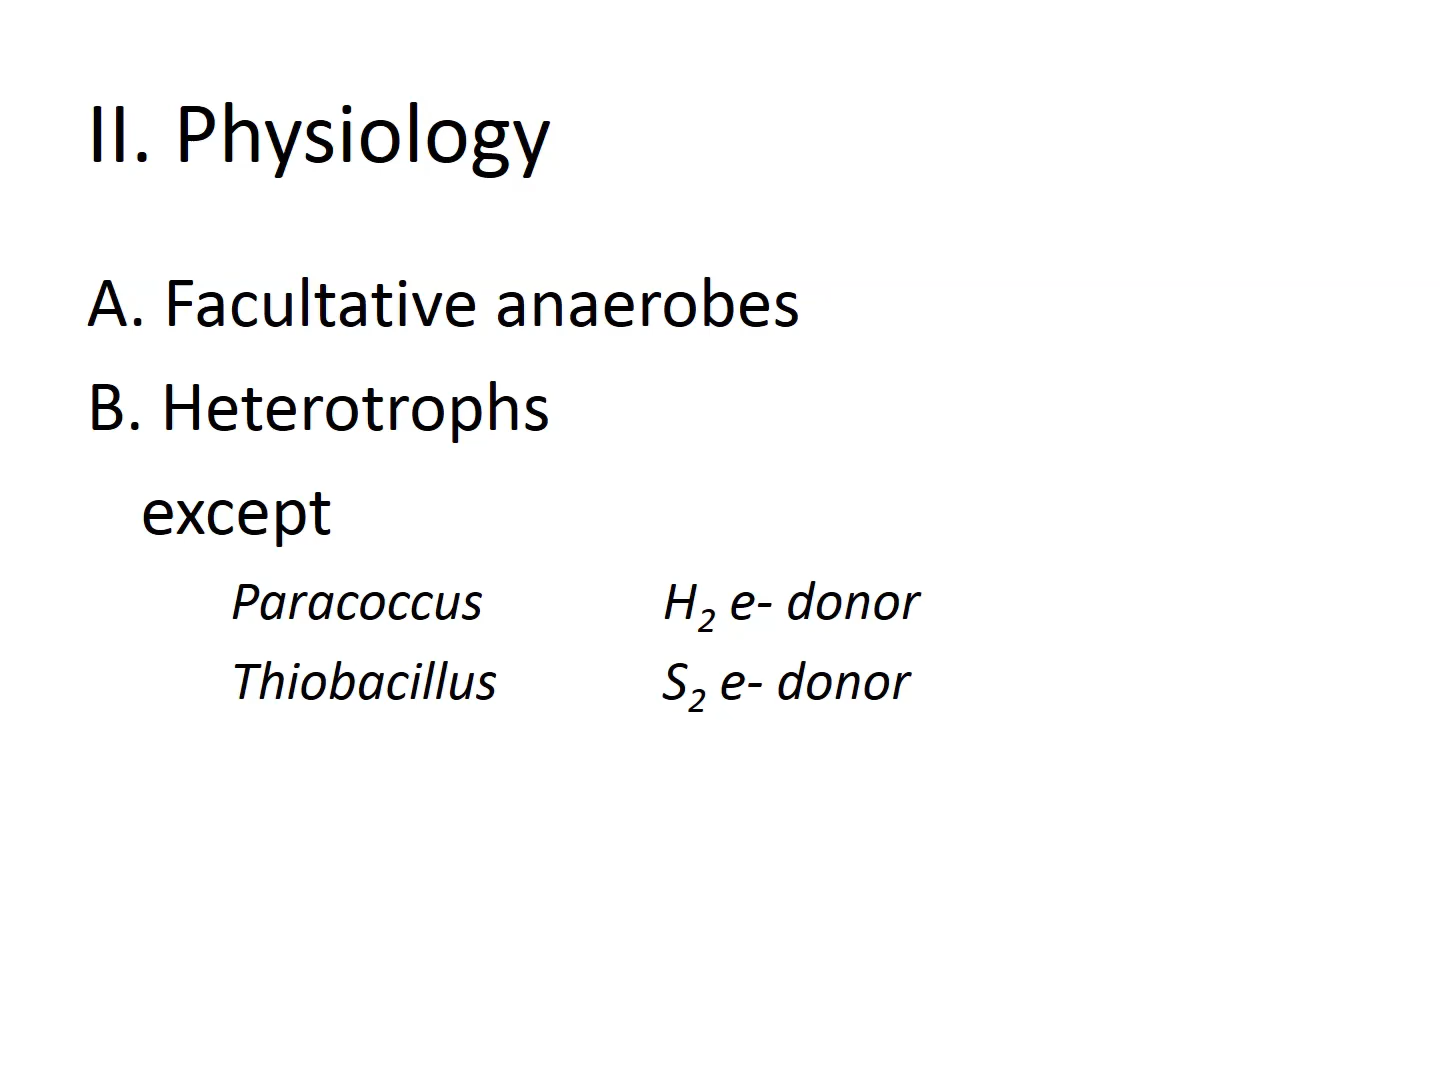 II. Physiology
A. Facultative anaerobes
B. Heterotrophs
except
Paracoccus H₂ e- donor
Thiobacillus S₂ e- donor